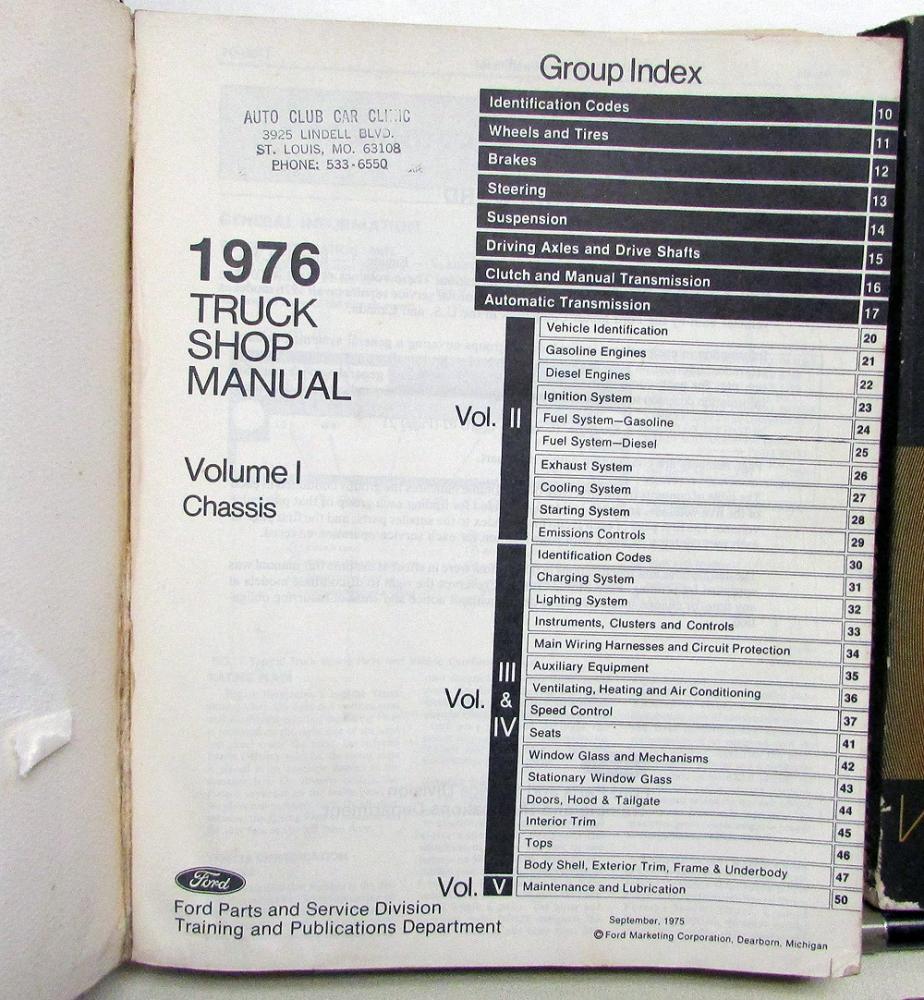 Group Index
AUTO CLUB CAR CLINIC
3925 LINDELL BLVD.
ST. LOUIS, MO. 63108
PHONE: 533-6550
1976
TRUCK
SHOP
MANUAL
Volume I
Chassis
Identification Codes 10
Wheels and Tires 11
Brakes 12
Steering 13
Suspension 14
Driving Axles and Drive Shafts 15
Clutch and Manual Transmission 16
Automatic Transmission 17
Vol. II
Vehicle Identification 20
Gasoline Engines 21
Diesel Engines 22
Ignition System 23
Fuel System—Gasoline 24
Fuel System—Diesel 25
Exhaust System 26
Cooling System 27
Starting System 28
Emissions Controls 29
Vol. III & IV
Identification Codes 30
Charging System 31
Lighting System 32
Instruments, Clusters and Controls 33
Main Wiring Harnesses and Circuit Protection 34
Auxiliary Equipment 35
Ventilating, Heating and Air Conditioning 36
Speed Control 37
Seats 41
Window Glass and Mechanisms 42
Stationary Window Glass 43
Doors, Hood & Tailgate 44
Interior Trim 45
Tops 46
Body Shell, Exterior Trim, Frame & Underbody 47
Vol. V
Maintenance and Lubrication 50
Ford
Ford Parts and Service Division
Training and Publications Department
September, 1975
©Ford Marketing Corporation, Dearborn, Michigan